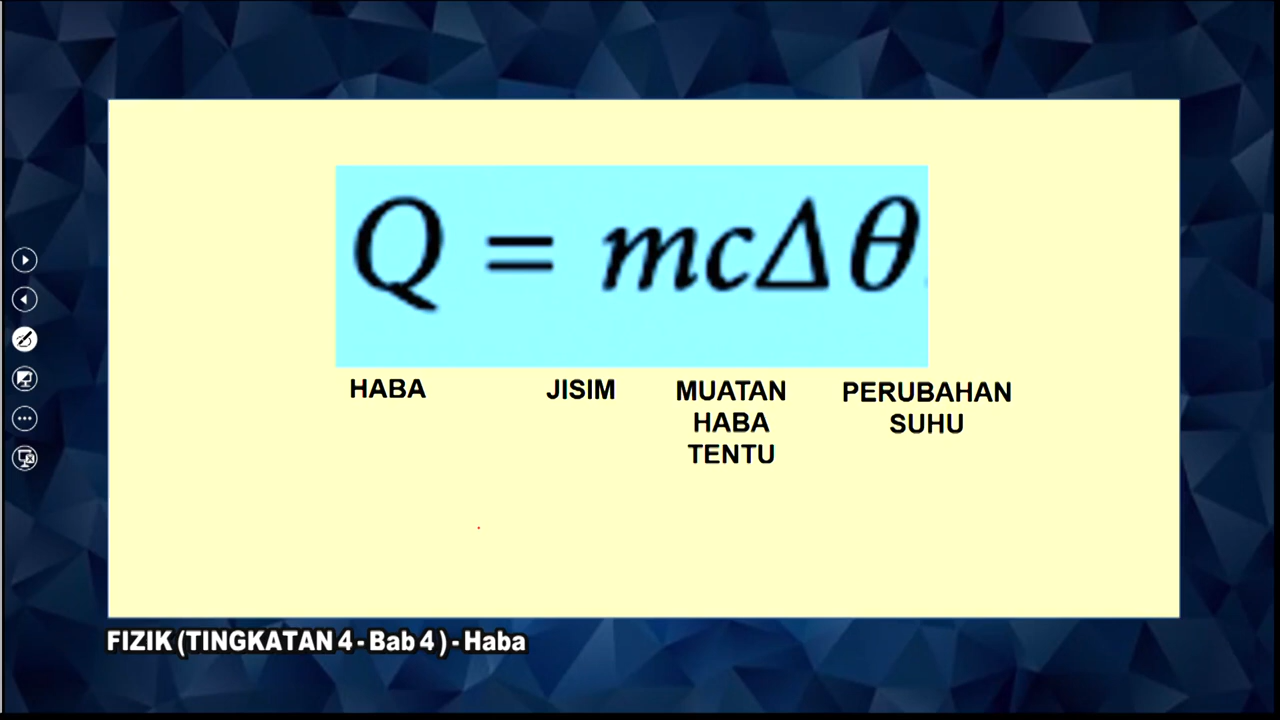 Q = mcΔθ
HABA JISIM MUATAN HABA TENTU PERUBAHAN SUHU
FIZIK (TINGKATAN 4 - Bab 4 ) - Haba